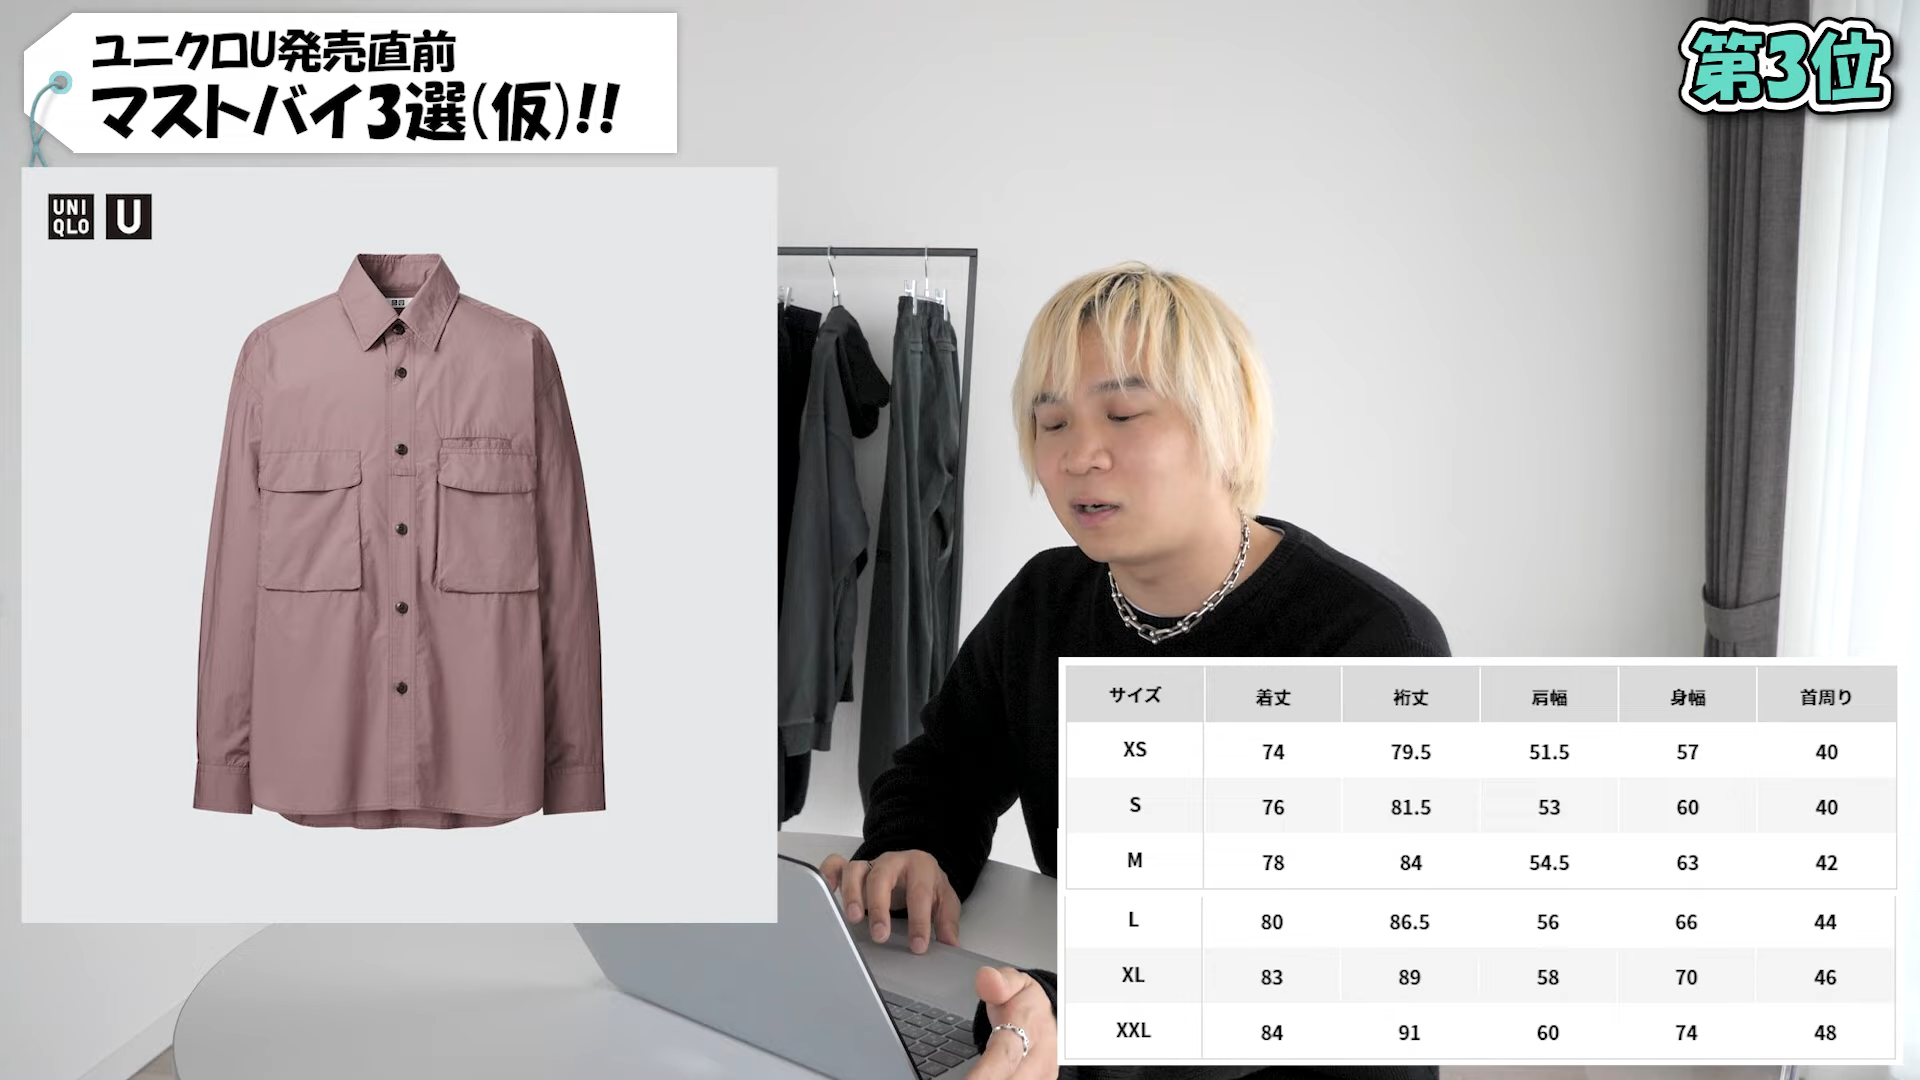 ユニクロU発売直前
マストバイ3選(仮)!!
第3位
UNI
QLO
U
サイズ 着丈 裄丈 肩幅 身幅 首周り
XS 74 79.5 51.5 57 40
S 76 81.5 53 60 40
M 78 84 54.5 63 42
L 80 86.5 56 66 44
XL 83 89 58 70 46
XXL 84 91 60 74 48